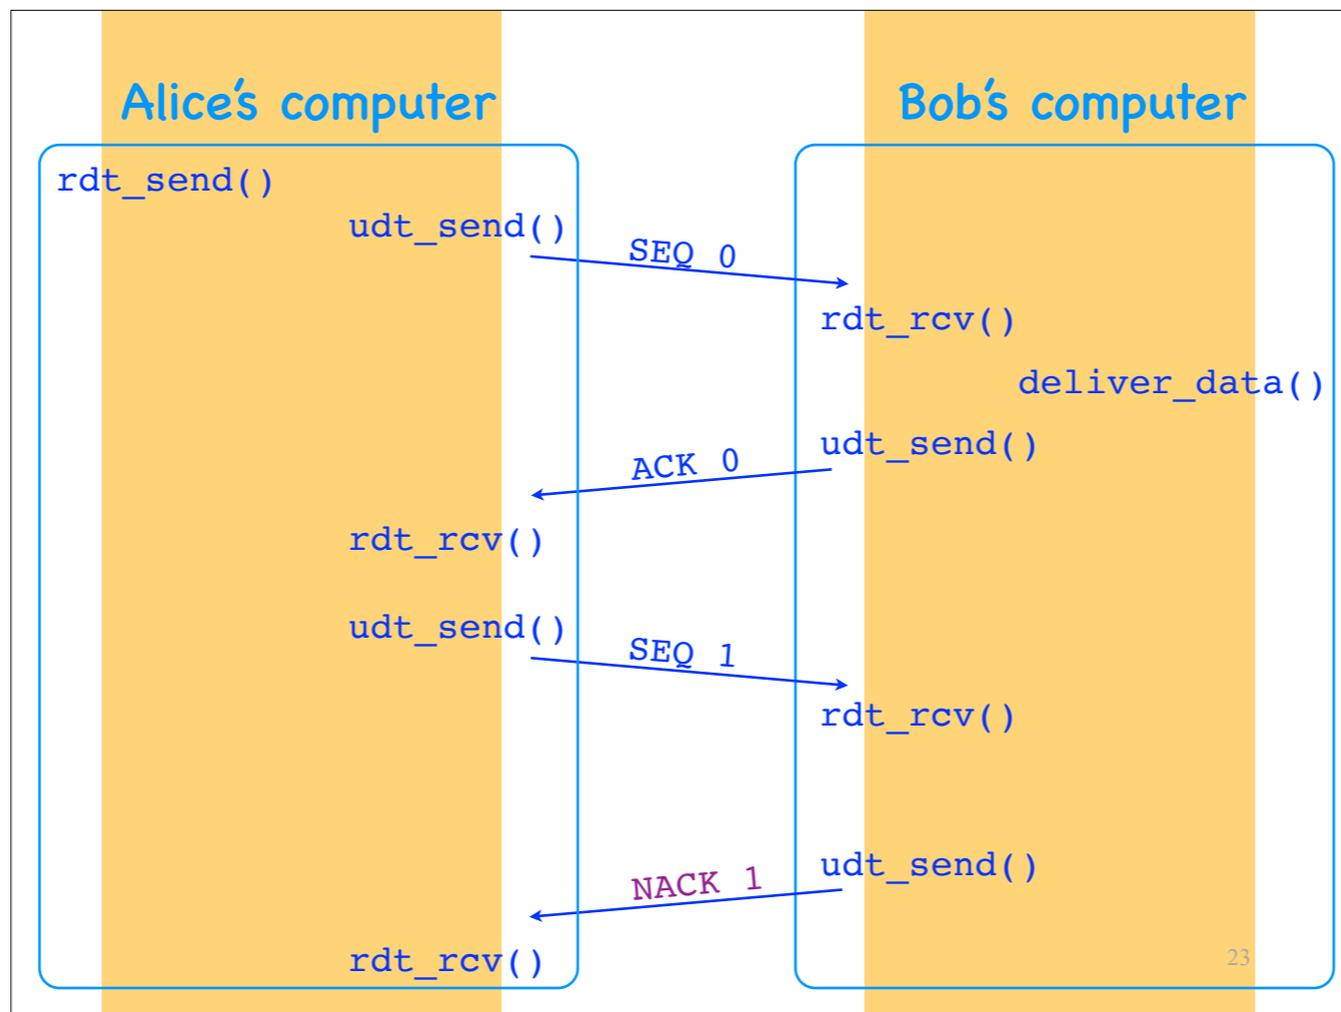 Alice's computer
Bob's computer
rdt_send()
udt_send()
SEQ 0
rdt_rcv()
deliver_data()
udt_send()
ACK 0
rdt_rcv()
udt_send()
SEQ 1
rdt_rcv()
udt_send()
NACK 1
rdt_rcv()
23